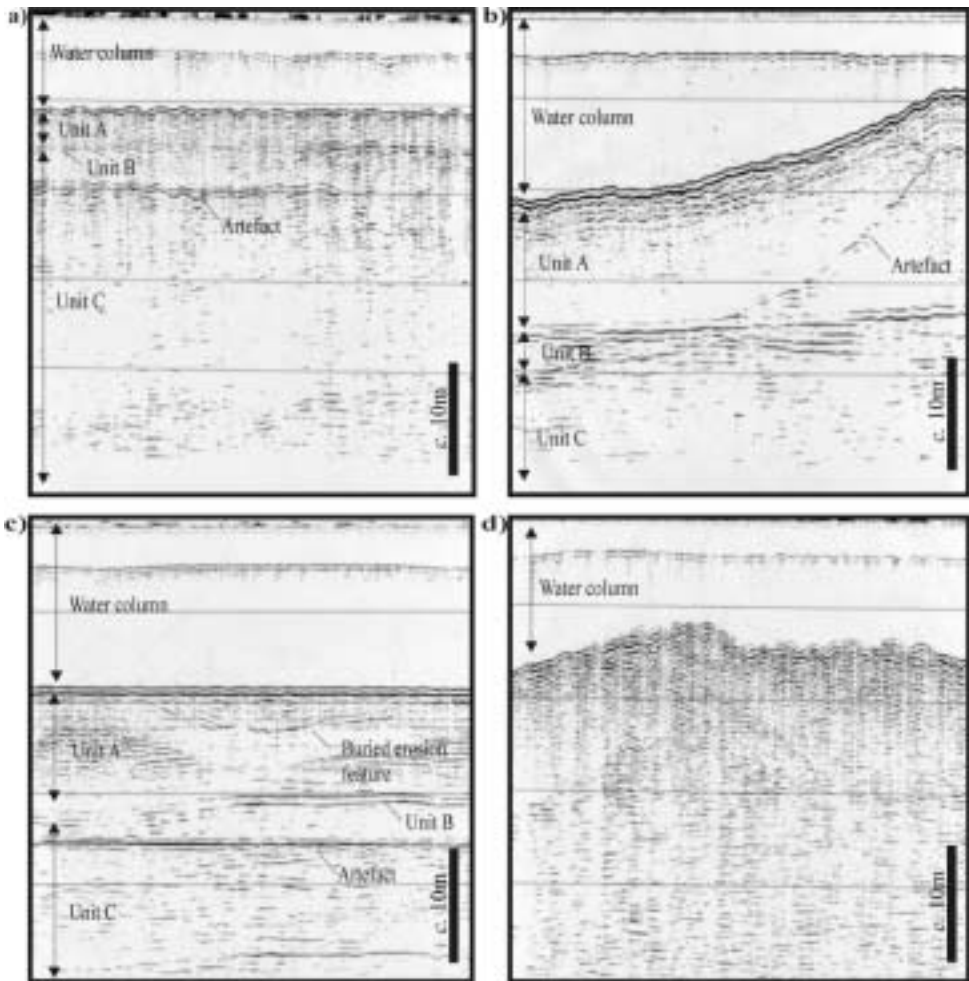 a)
Water column
Unit A
Unit B
Artefact
Unit C
c. 10m
b)
Water column
Unit A
Artefact
Unit B
Unit C
c. 10m
c)
Water column
Unit A
Buried erosion
feature
Unit B
Artefact
Unit C
c. 10m
d)
Water column
c. 10m